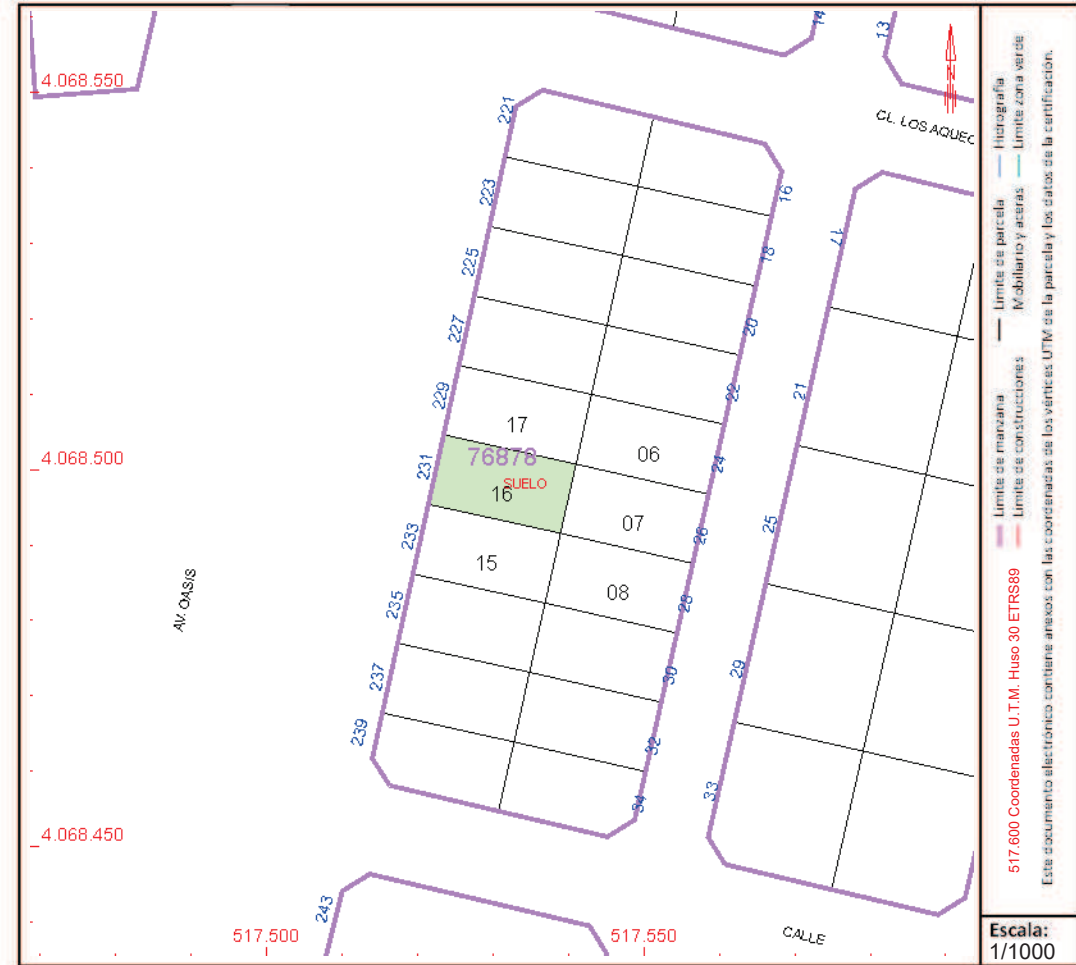 14
13
4.068.550
221
CL. LOS AQUEC
N
223
16
225
18
17
227
20
229
22
21
17
06
24
4.068.500
231
76878
SUELO
16
07
26
25
233
15
08
28
AV. OASIS
235
30
29
237
32
239
34
33
4.068.450
243
517.500
517.550
CALLE
Hidrografía
Límite zona verde
Límite de parcela
Mobiliario y aceras
Límite de manzana
Límite de construcciones
517.600 Coordenadas U.T.M. Huso 30 ETRS89
Este documento electrónico contiene anexos con las coordenadas de los vértices UTM de la parcela y los datos de la certificación.
Escala:
1/1000